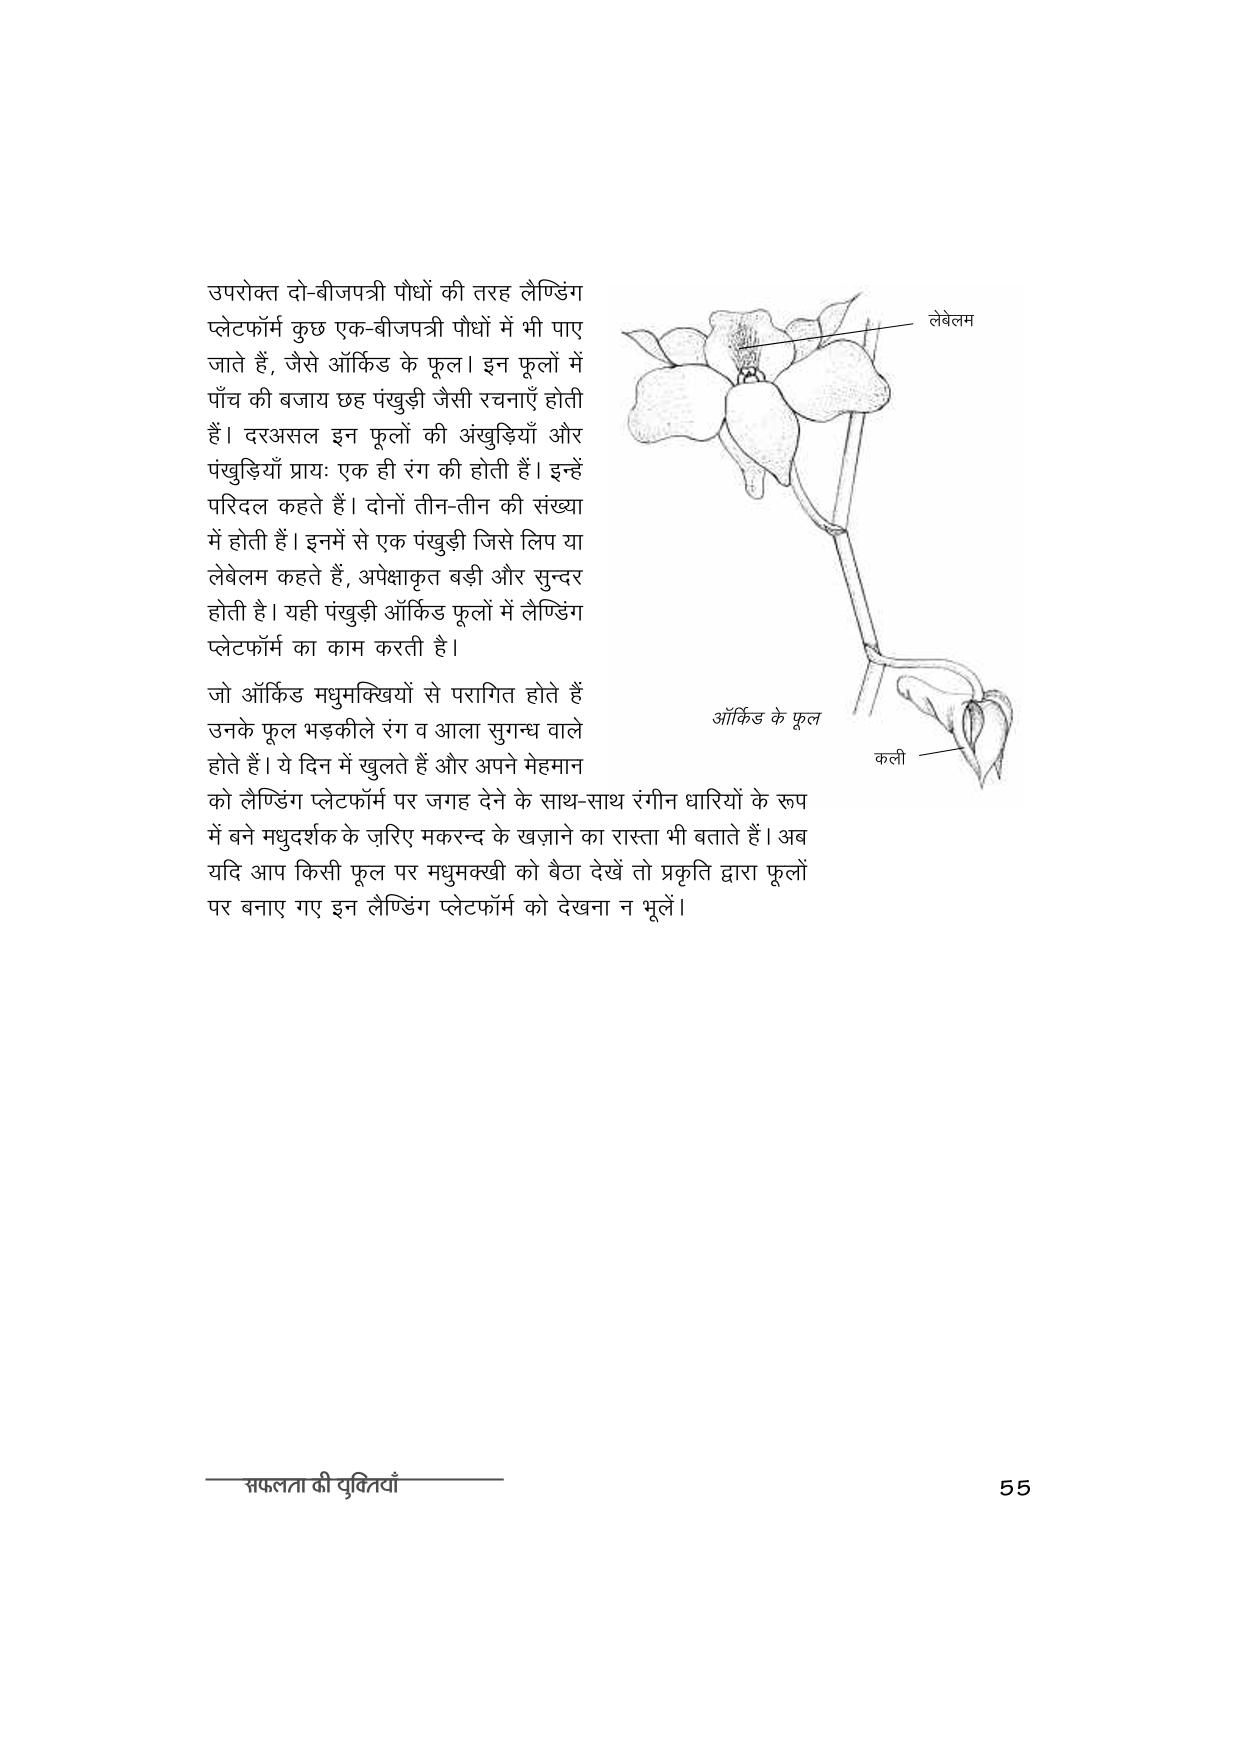 उपरोक्त दो-बीजपत्री पौधों की तरह लैण्डिंग
प्लेटफॉर्म कुछ एक-बीजपत्री पौधों में भी पाए
जाते हैं, जैसे ऑर्किड के फूल। इन फूलों में
पाँच की बजाय छह पंखुड़ी जैसी रचनाएँ होती
हैं। दरअसल इन फूलों की अंखुड़ियाँ और
पंखुड़ियाँ प्रायः एक ही रंग की होती हैं। इन्हें
परिदल कहते हैं। दोनों तीन-तीन की संख्या
में होती हैं। इनमें से एक पंखुड़ी जिसे लिप या
लेबेलम कहते हैं, अपेक्षाकृत बड़ी और सुन्दर
होती है। यही पंखुड़ी ऑर्किड फूलों में लैण्डिंग
प्लेटफॉर्म का काम करती है।
लेबेलम
जो ऑर्किड मधुमक्खियों से परागित होते हैं
उनके फूल भड़कीले रंग व आला सुगन्ध वाले
होते हैं। ये दिन में खुलते हैं और अपने मेहमान
को लैण्डिंग प्लेटफॉर्म पर जगह देने के साथ-साथ रंगीन धारियों के रूप
में बने मधुदर्शक के ज़रिए मकरन्द के खज़ाने का रास्ता भी बताते हैं। अब
यदि आप किसी फूल पर मधुमक्खी को बैठा देखें तो प्रकृति द्वारा फूलों
पर बनाए गए इन लैण्डिंग प्लेटफॉर्म को देखना न भूलें।
ऑर्किड के फूल
कली
सफलता की युक्तियाँ
55